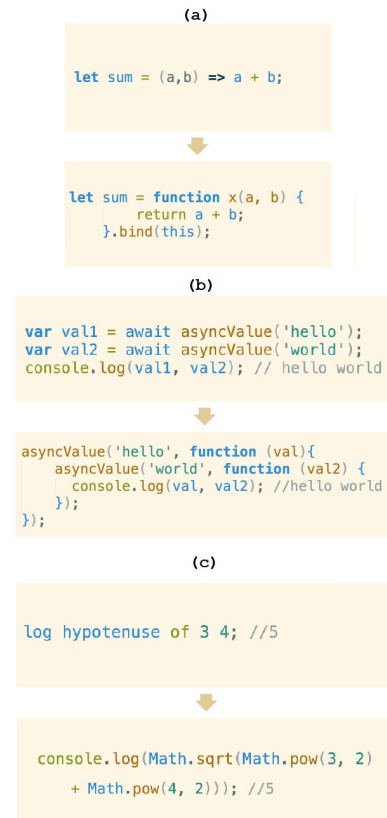 (a)
let sum = (a,b) => a + b;
let sum = function x(a, b) {
return a + b;
}.bind(this);
(b)
var val1 = await asyncValue('hello');
var val2 = await asyncValue('world');
console.log(val1, val2); // hello world
asyncValue('hello', function (val){
asyncValue('world', function (val2) {
console.log(val, val2); //hello world
});
});
(c)
log hypotenuse of 3 4; //5
console.log(Math.sqrt(Math.pow(3, 2)
+ Math.pow(4, 2))); //5